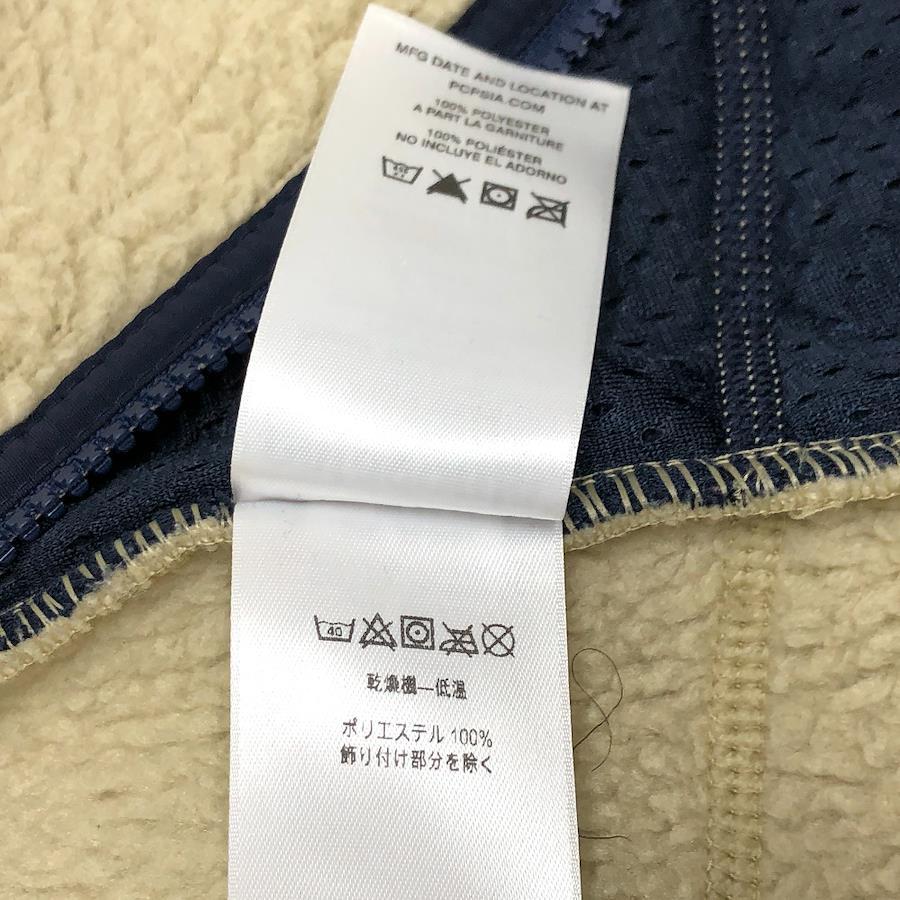 MFG DATE AND LOCATION AT
PCPSIA.COM
100% POLYESTER
A PART LA GARNITURE
100% POLIÉSTER
NO INCLUYE EL ADORNO
40
乾燥機—低温
ポリエステル 100%
飾り付け部分を除く